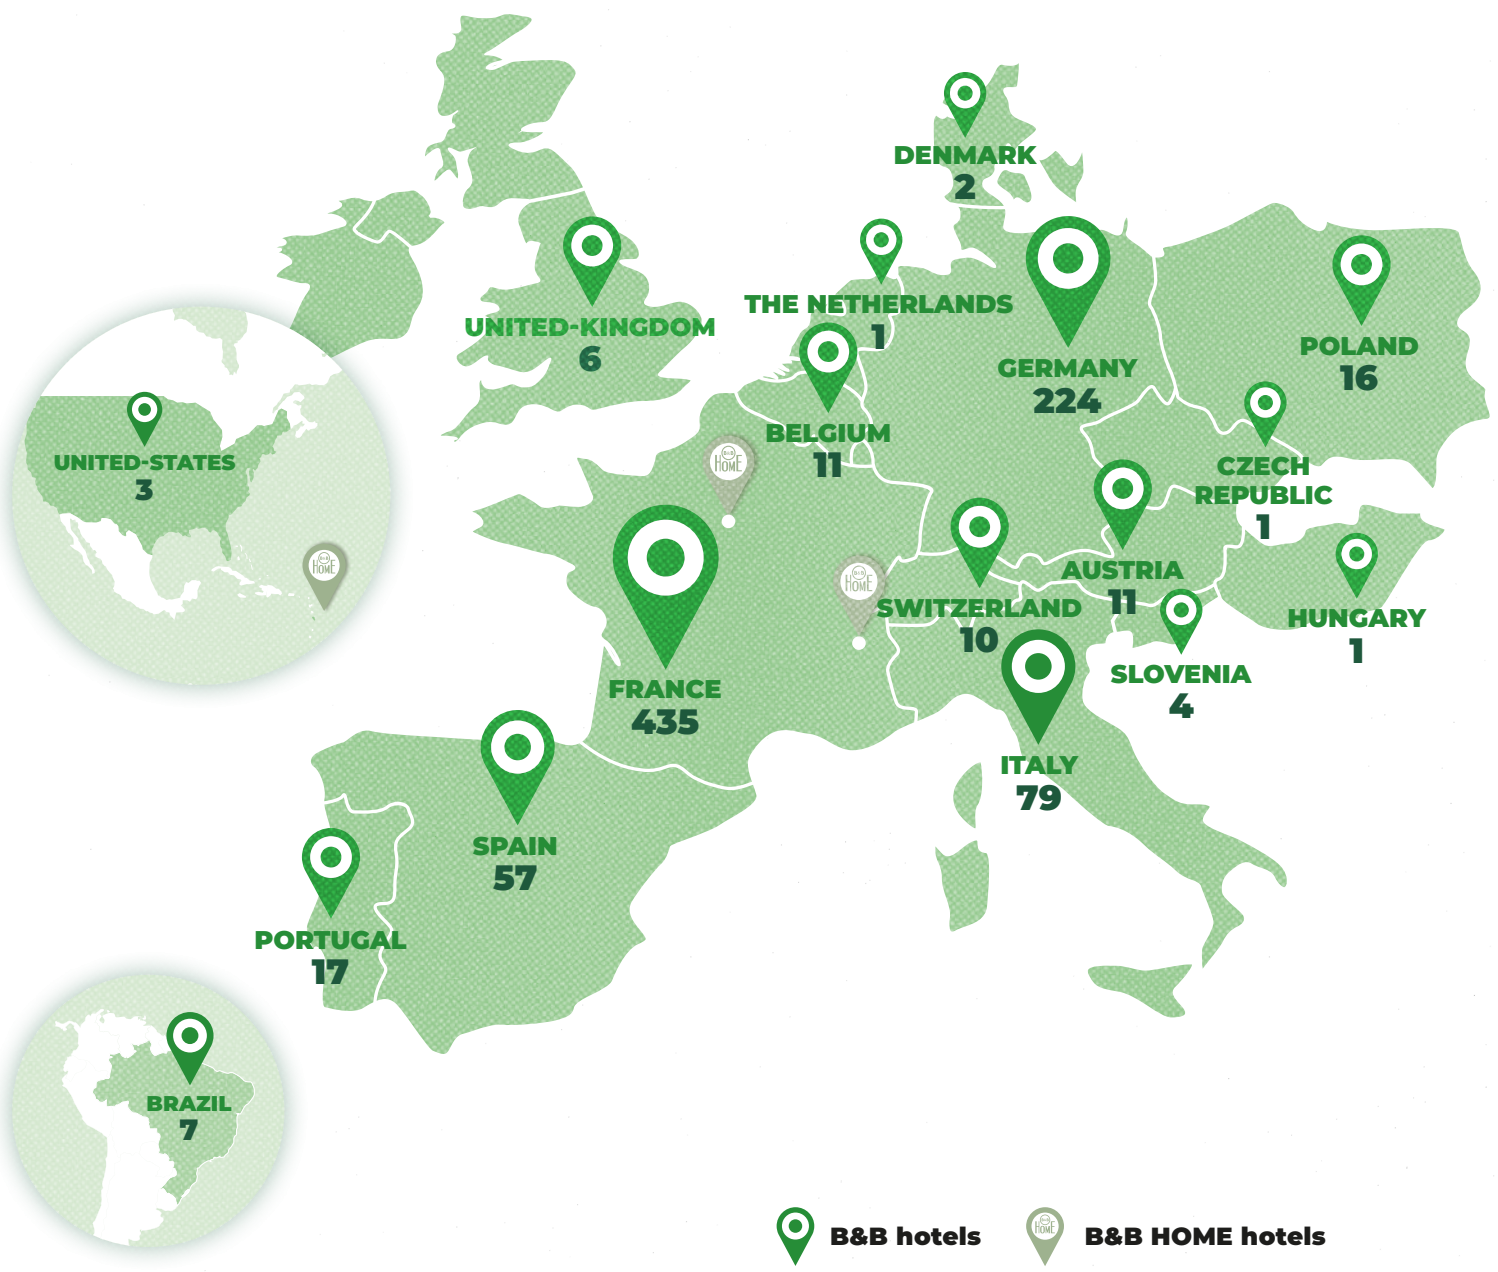 DENMARK
2
UNITED-KINGDOM
6
THE NETHERLANDS
1
GERMANY
224
POLAND
16
BELGIUM
11
B&B
HOME
UNITED-STATES
3
B&B
HOME
CZECH
REPUBLIC
1
AUSTRIA
11
B&B
HOME
SWITZERLAND
10
HUNGARY
1
SLOVENIA
4
FRANCE
435
ITALY
79
SPAIN
57
PORTUGAL
17
BRAZIL
7
B&B hotels
B&B
HOME
B&B HOME hotels